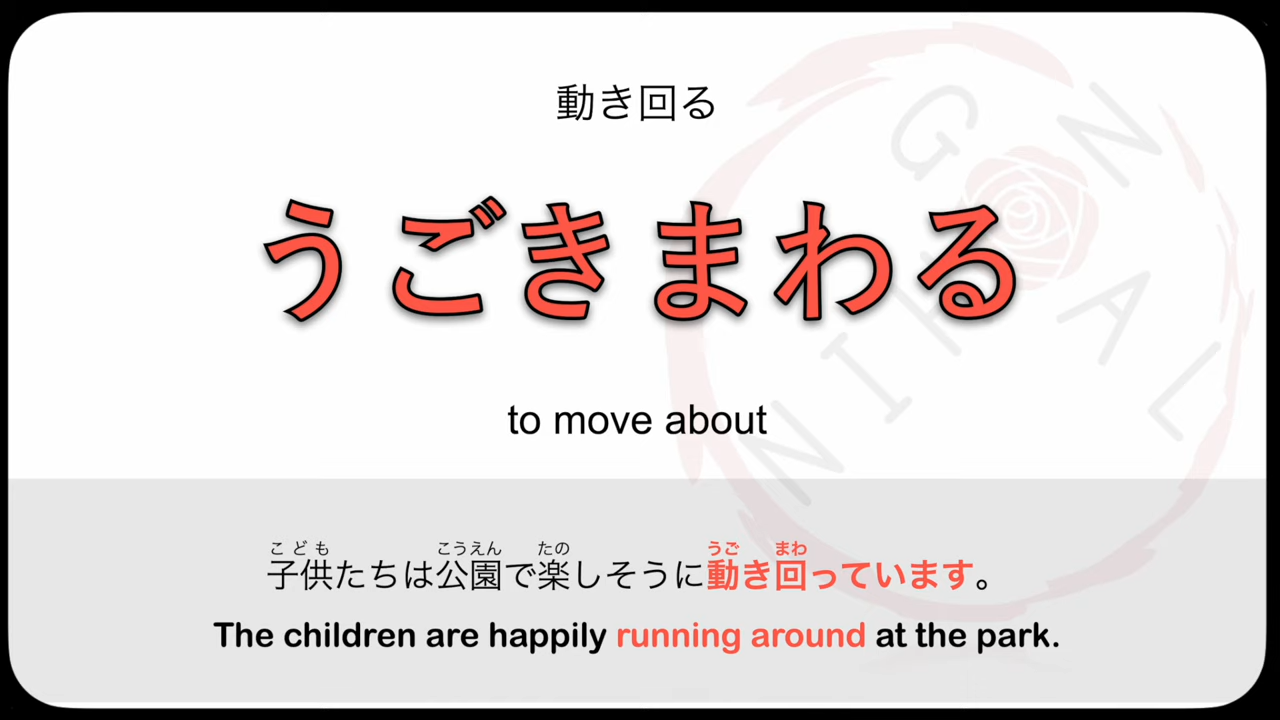 動き回る
うごきまわる
to move about
こども こうえん たの うご まわ
子供たちは公園で楽しそうに動き回っています。
The children are happily running around at the park.
NIHONGAL